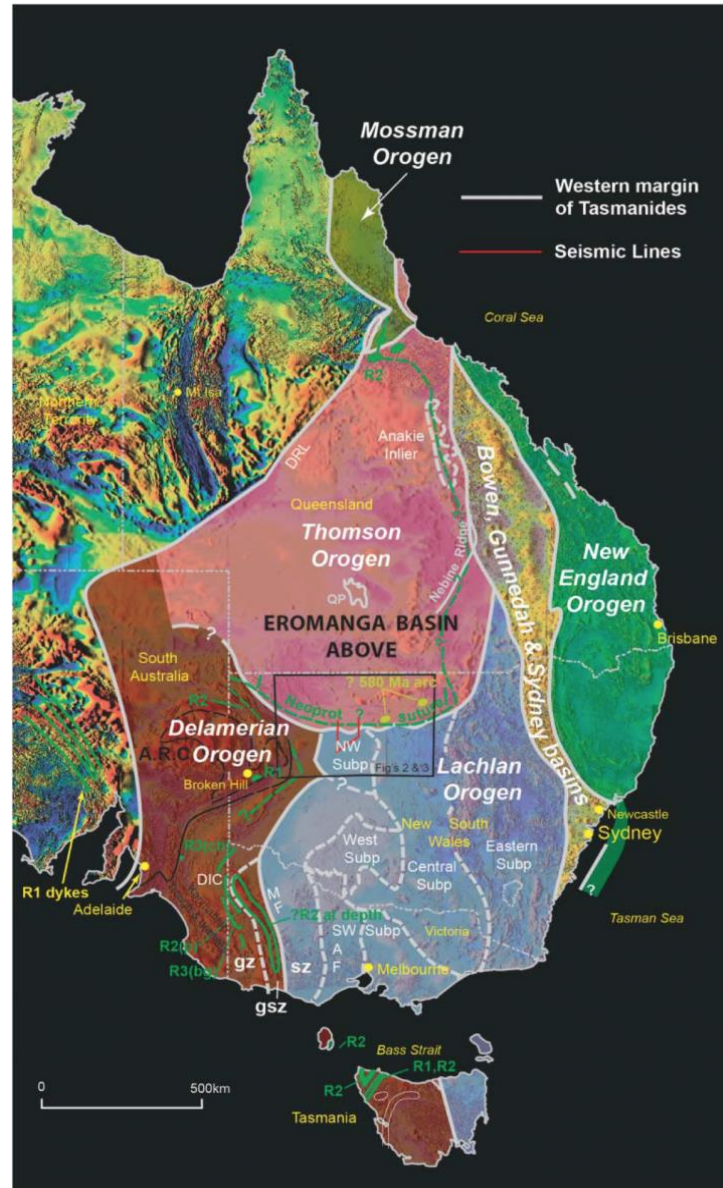 Mossman
Orogen
Western margin
of Tasmanides
Seismic Lines
Coral Sea
R2
Mt Isa
Northern
Territory
Anakie
Inlier
DRL
Queensland
Thomson
Orogen
Nebine Ridge
Bowen, Gunnedah & Sydney basins
New
England
Orogen
QP
EROMANGA BASIN
ABOVE
Brisbane
?
South
Australia
? 580 Ma arc
R2
Neoprot ? suture
Delamerian
Orogen
A.R.C
NW
Subp
Fig's 2 & 3
R1
Broken Hill
Lachlan
Orogen
?
Newcastle
Sydney
New South
Wales
West
Subp
Central
Subp
Eastern
Subp
R1 dykes
Adelaide
DIC
MF
?R2 at depth
SW Subp
A
F
Victoria
?
Tasman Sea
gz
sz
Melbourne
gsz
R2
Bass Strait
R1,R2
R2
Tasmania
0
500km